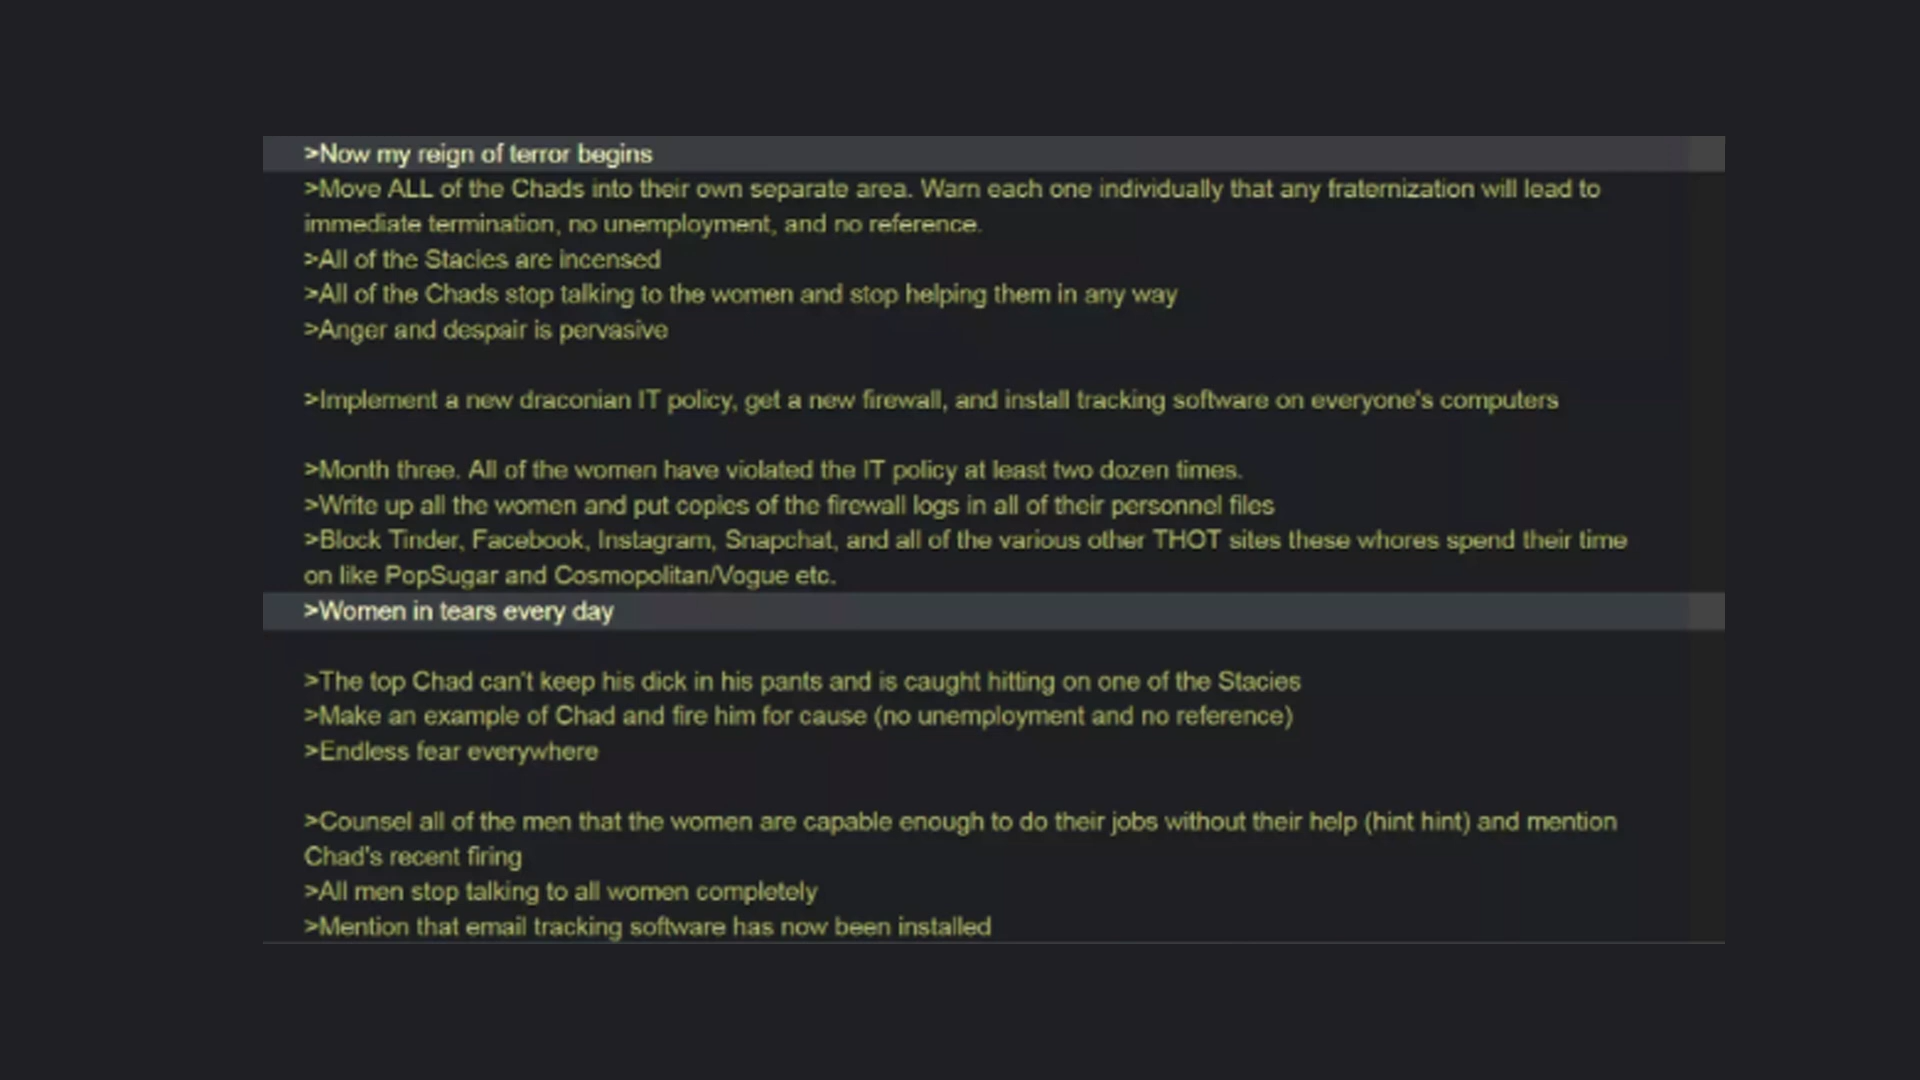 >Now my reign of terror begins
>Move ALL of the Chads into their own separate area. Warn each one individually that any fraternization will lead to
immediate termination, no unemployment, and no reference.
>All of the Stacies are incensed
>All of the Chads stop talking to the women and stop helping them in any way
>Anger and despair is pervasive
>Implement a new draconian IT policy, get a new firewall, and install tracking software on everyone's computers
>Month three. All of the women have violated the IT policy at least two dozen times.
>Write up all the women and put copies of the firewall logs in all of their personnel files
>Block Tinder, Facebook, Instagram, Snapchat, and all of the various other THOT sites these whores spend their time
on like PopSugar and Cosmopolitan/Vogue etc.
>Women in tears every day
>The top Chad can't keep his dick in his pants and is caught hitting on one of the Stacies
>Make an example of Chad and fire him for cause (no unemployment and no reference)
>Endless fear everywhere
>Counsel all of the men that the women are capable enough to do their jobs without their help (hint hint) and mention
Chad's recent firing
>All men stop talking to all women completely
>Mention that email tracking software has now been installed